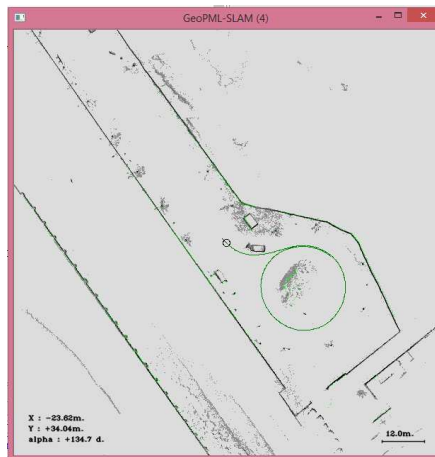 GeoPML-SLAM (4)
X : -23.62m.
Y : +34.04m.
alpha : +134.7 d.
12.0m.